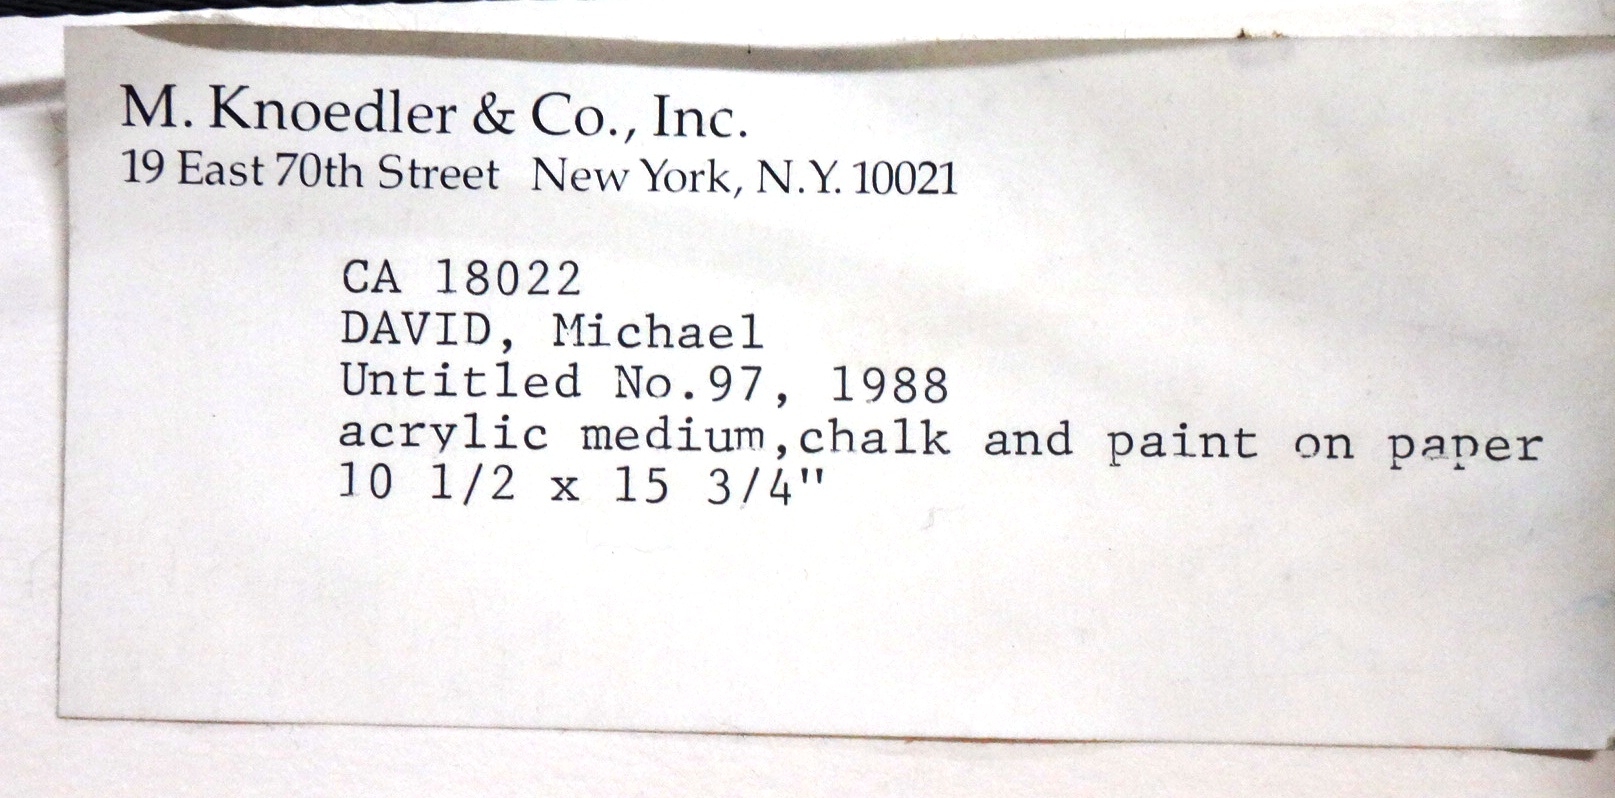 M. Knoedler & Co., Inc.
19 East 70th Street New York, N.Y. 10021
CA 18022
DAVID, Michael
Untitled No.97, 1988
acrylic medium,chalk and paint on paper
10 1/2 x 15 3/4"